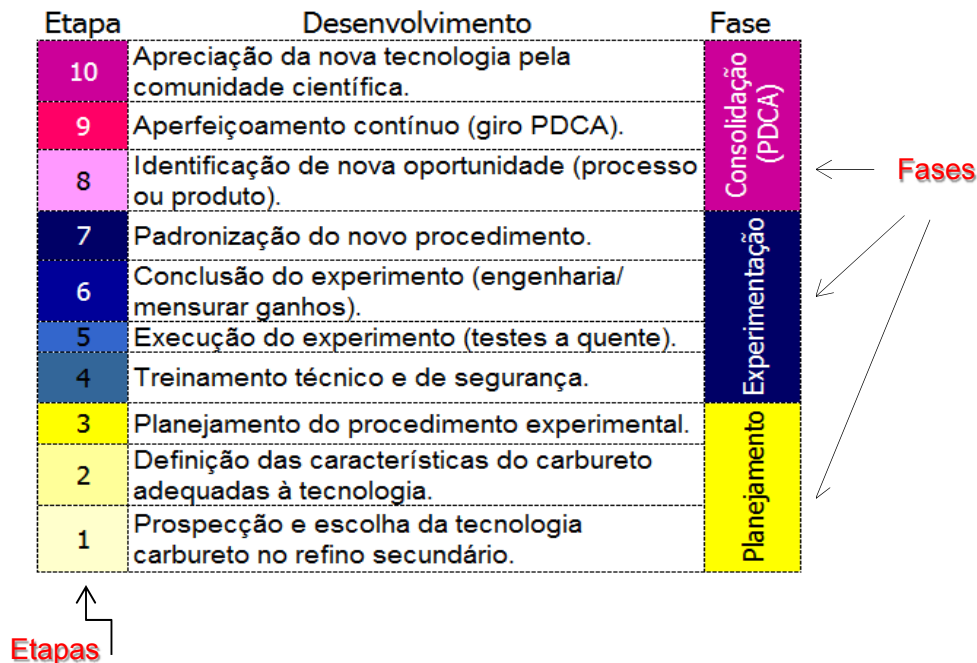 Etapa Desenvolvimento Fase
10 Apreciação da nova tecnologia pela
comunidade científica.
9 Aperfeiçoamento contínuo (giro PDCA).
8 Identificação de nova oportunidade (processo
ou produto).
Consolidação
(PDCA)
Fases
7 Padronização do novo procedimento.
6 Conclusão do experimento (engenharia/
mensurar ganhos).
5 Execução do experimento (testes a quente).
4 Treinamento técnico e de segurança.
Experimentação
3 Planejamento do procedimento experimental.
2 Definição das características do carbureto
adequadas à tecnologia.
1 Prospecção e escolha da tecnologia
carbureto no refino secundário.
Planejamento
Etapas